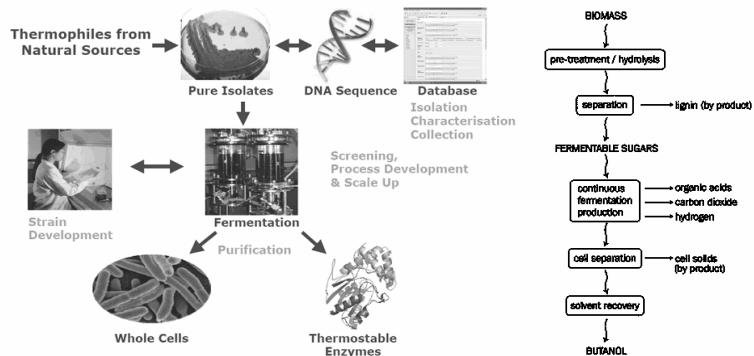 Thermophiles from
Natural Sources
Pure Isolates
DNA Sequence
Database
Isolation
Characterisation
Collection
Screening,
Process Development
& Scale Up
Strain
Development
Fermentation
Purification
Whole Cells
Thermostable
Enzymes
BIOMASS
pre-treatment / hydrolysis
separation
lignin (by product)
FERMENTABLE SUGARS
continuous
fermentation
production
organic acids
carbon dioxide
hydrogen
cell separation
cell solids
(by product)
solvent recovery
BUTANOL